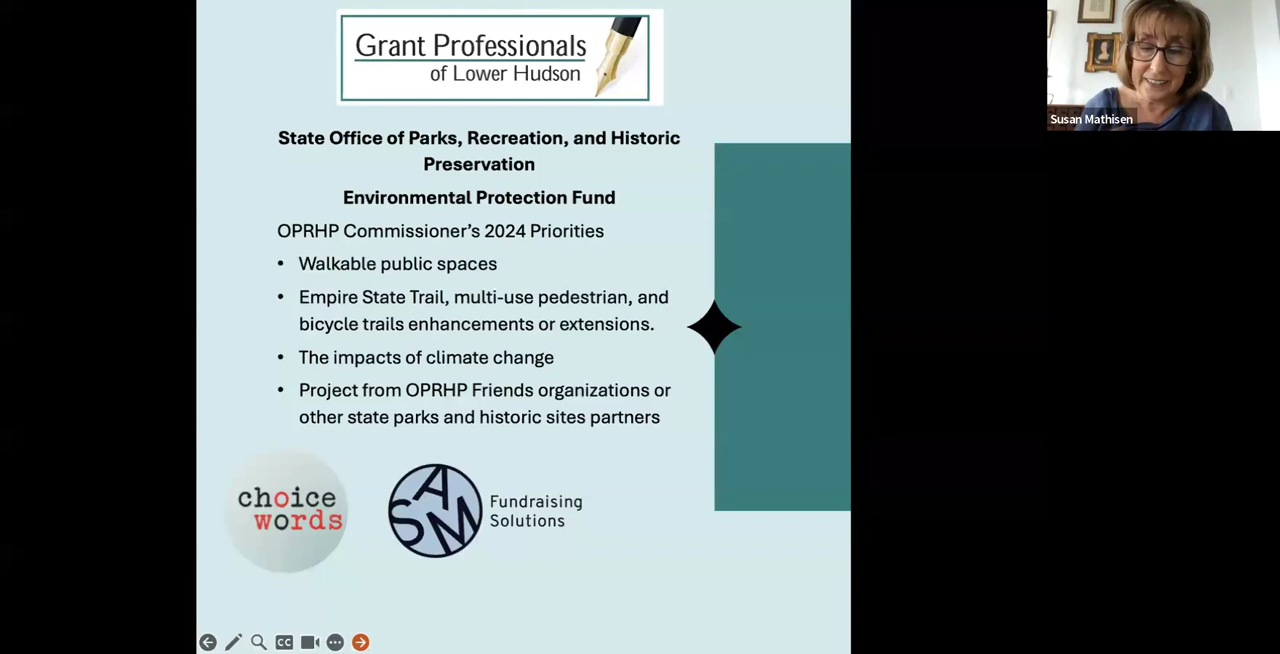 Grant Professionals
of Lower Hudson
State Office of Parks, Recreation, and Historic
Preservation
Environmental Protection Fund
OPRHP Commissioner's 2024 Priorities
• Walkable public spaces
• Empire State Trail, multi-use pedestrian, and
bicycle trails enhancements or extensions.
• The impacts of climate change
• Project from OPRHP Friends organizations or
other state parks and historic sites partners
choice
words
SAM
Fundraising
Solutions
CC
Susan Mathisen